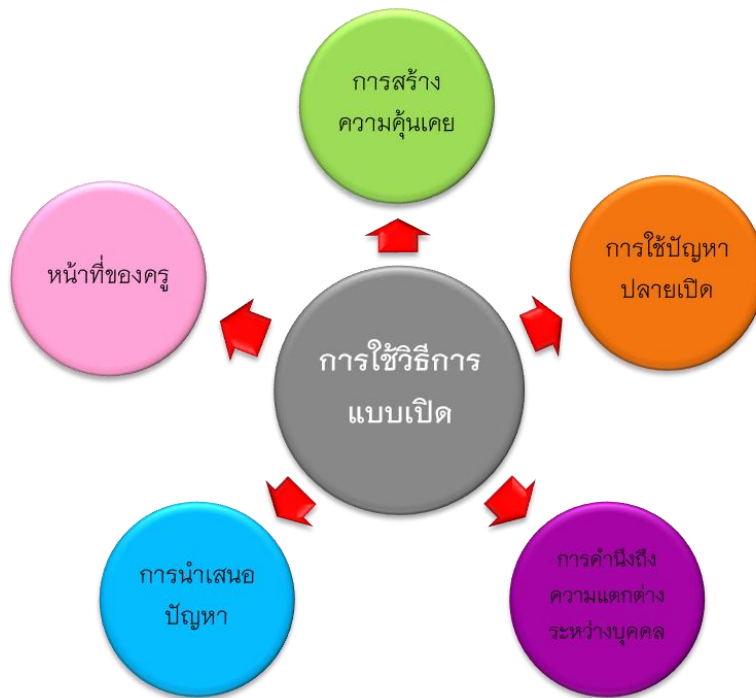 การสร้าง
ความคุ้นเคย
การใช้ปัญหา
ปลายเปิด
การคำนึงถึง
ความแตกต่าง
ระหว่างบุคคล
การนำเสนอ
ปัญหา
หน้าที่ของครู
การใช้วิธีการ
แบบเปิด